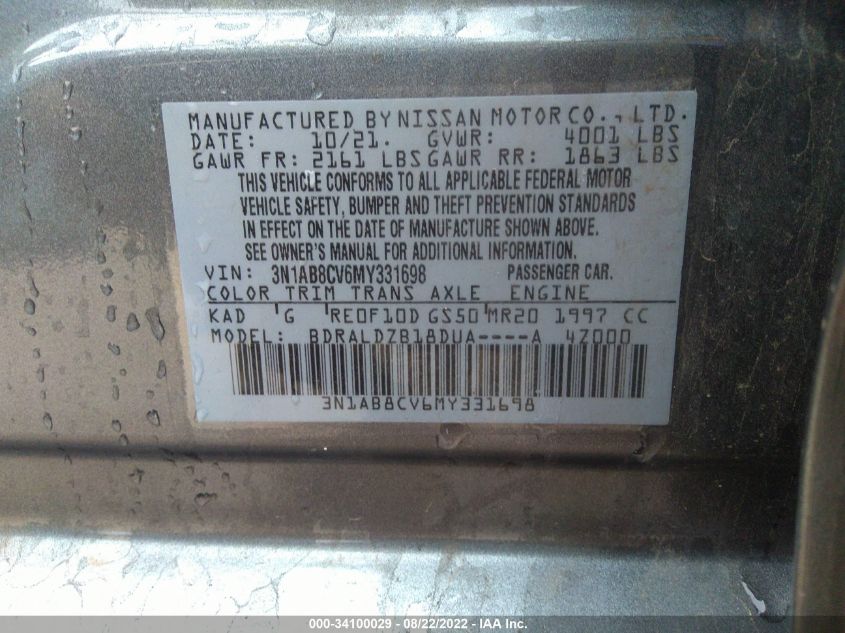 MANUFACTURED BY NISSAN MOTOR CO., LTD.
DATE: 10/21. GVWR: 4001 LBS
GAWR FR: 2161 LBS GAWR RR: 1863 LBS
THIS VEHICLE CONFORMS TO ALL APPLICABLE FEDERAL MOTOR
VEHICLE SAFETY, BUMPER AND THEFT PREVENTION STANDARDS
IN EFFECT ON THE DATE OF MANUFACTURE SHOWN ABOVE.
SEE OWNER'S MANUAL FOR ADDITIONAL INFORMATION.
VIN: 3N1AB8CV6MY331698 PASSENGER CAR.
COLOR TRIM TRANS AXLE ENGINE
KAD 'G 'RE0F10D GS50'MR20 1997 CC
MODEL: BDRALDZB18DUA----A 4Z000
3N1AB8CV6MY331698
000-34100029 - 08/22/2022 - IAA Inc.